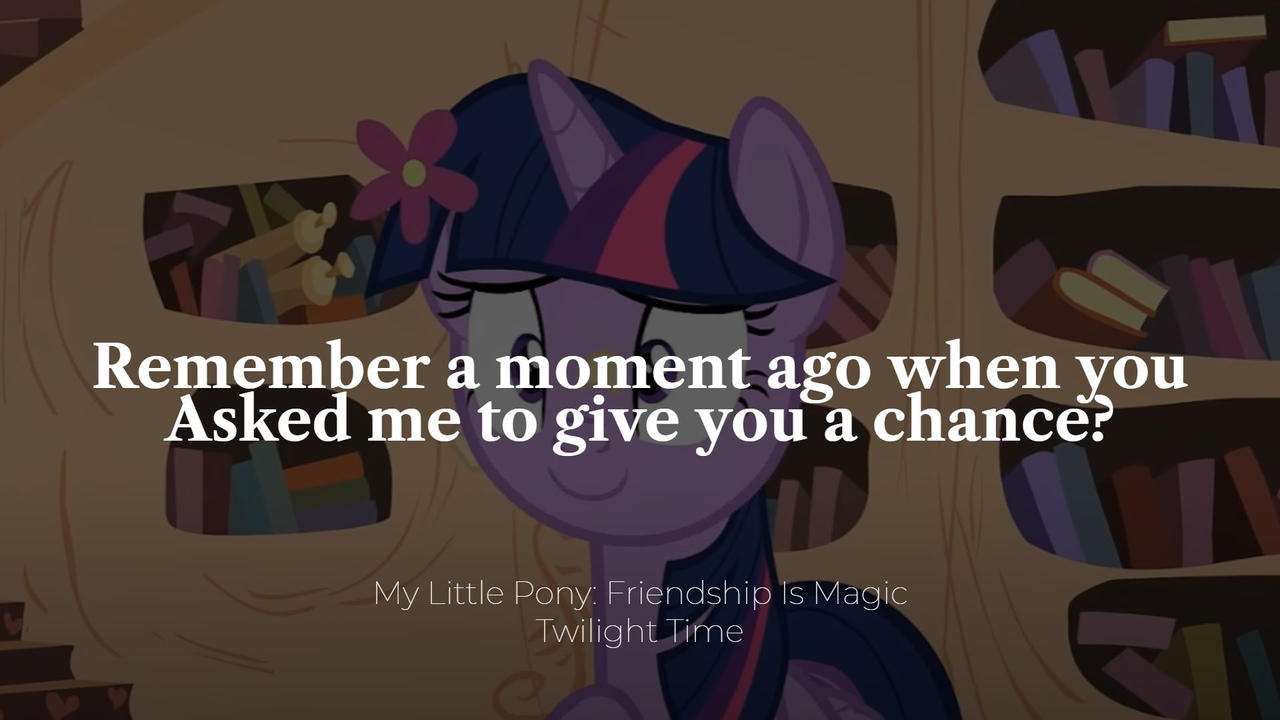 Remember a moment ago when you
Asked me to give you a chance?
My Little Pony: Friendship Is Magic
Twilight Time